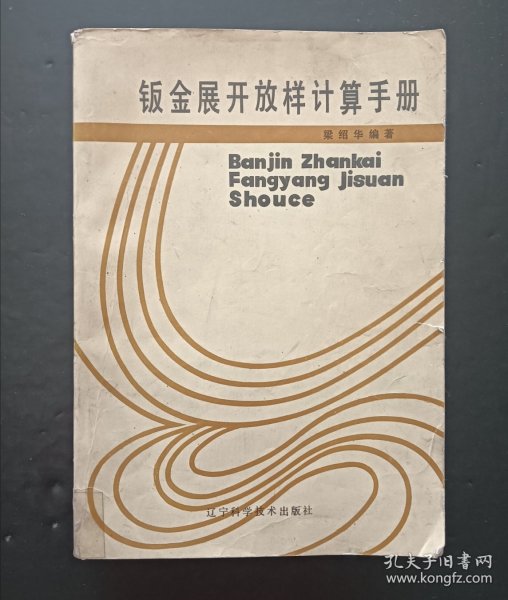 钣金展开放样计算手册
梁绍华编著
Banjin Zhankai
Fangyang Jisuan
Shouce
辽宁科学技术出版社
孔夫子旧书网
www.kongfz.com